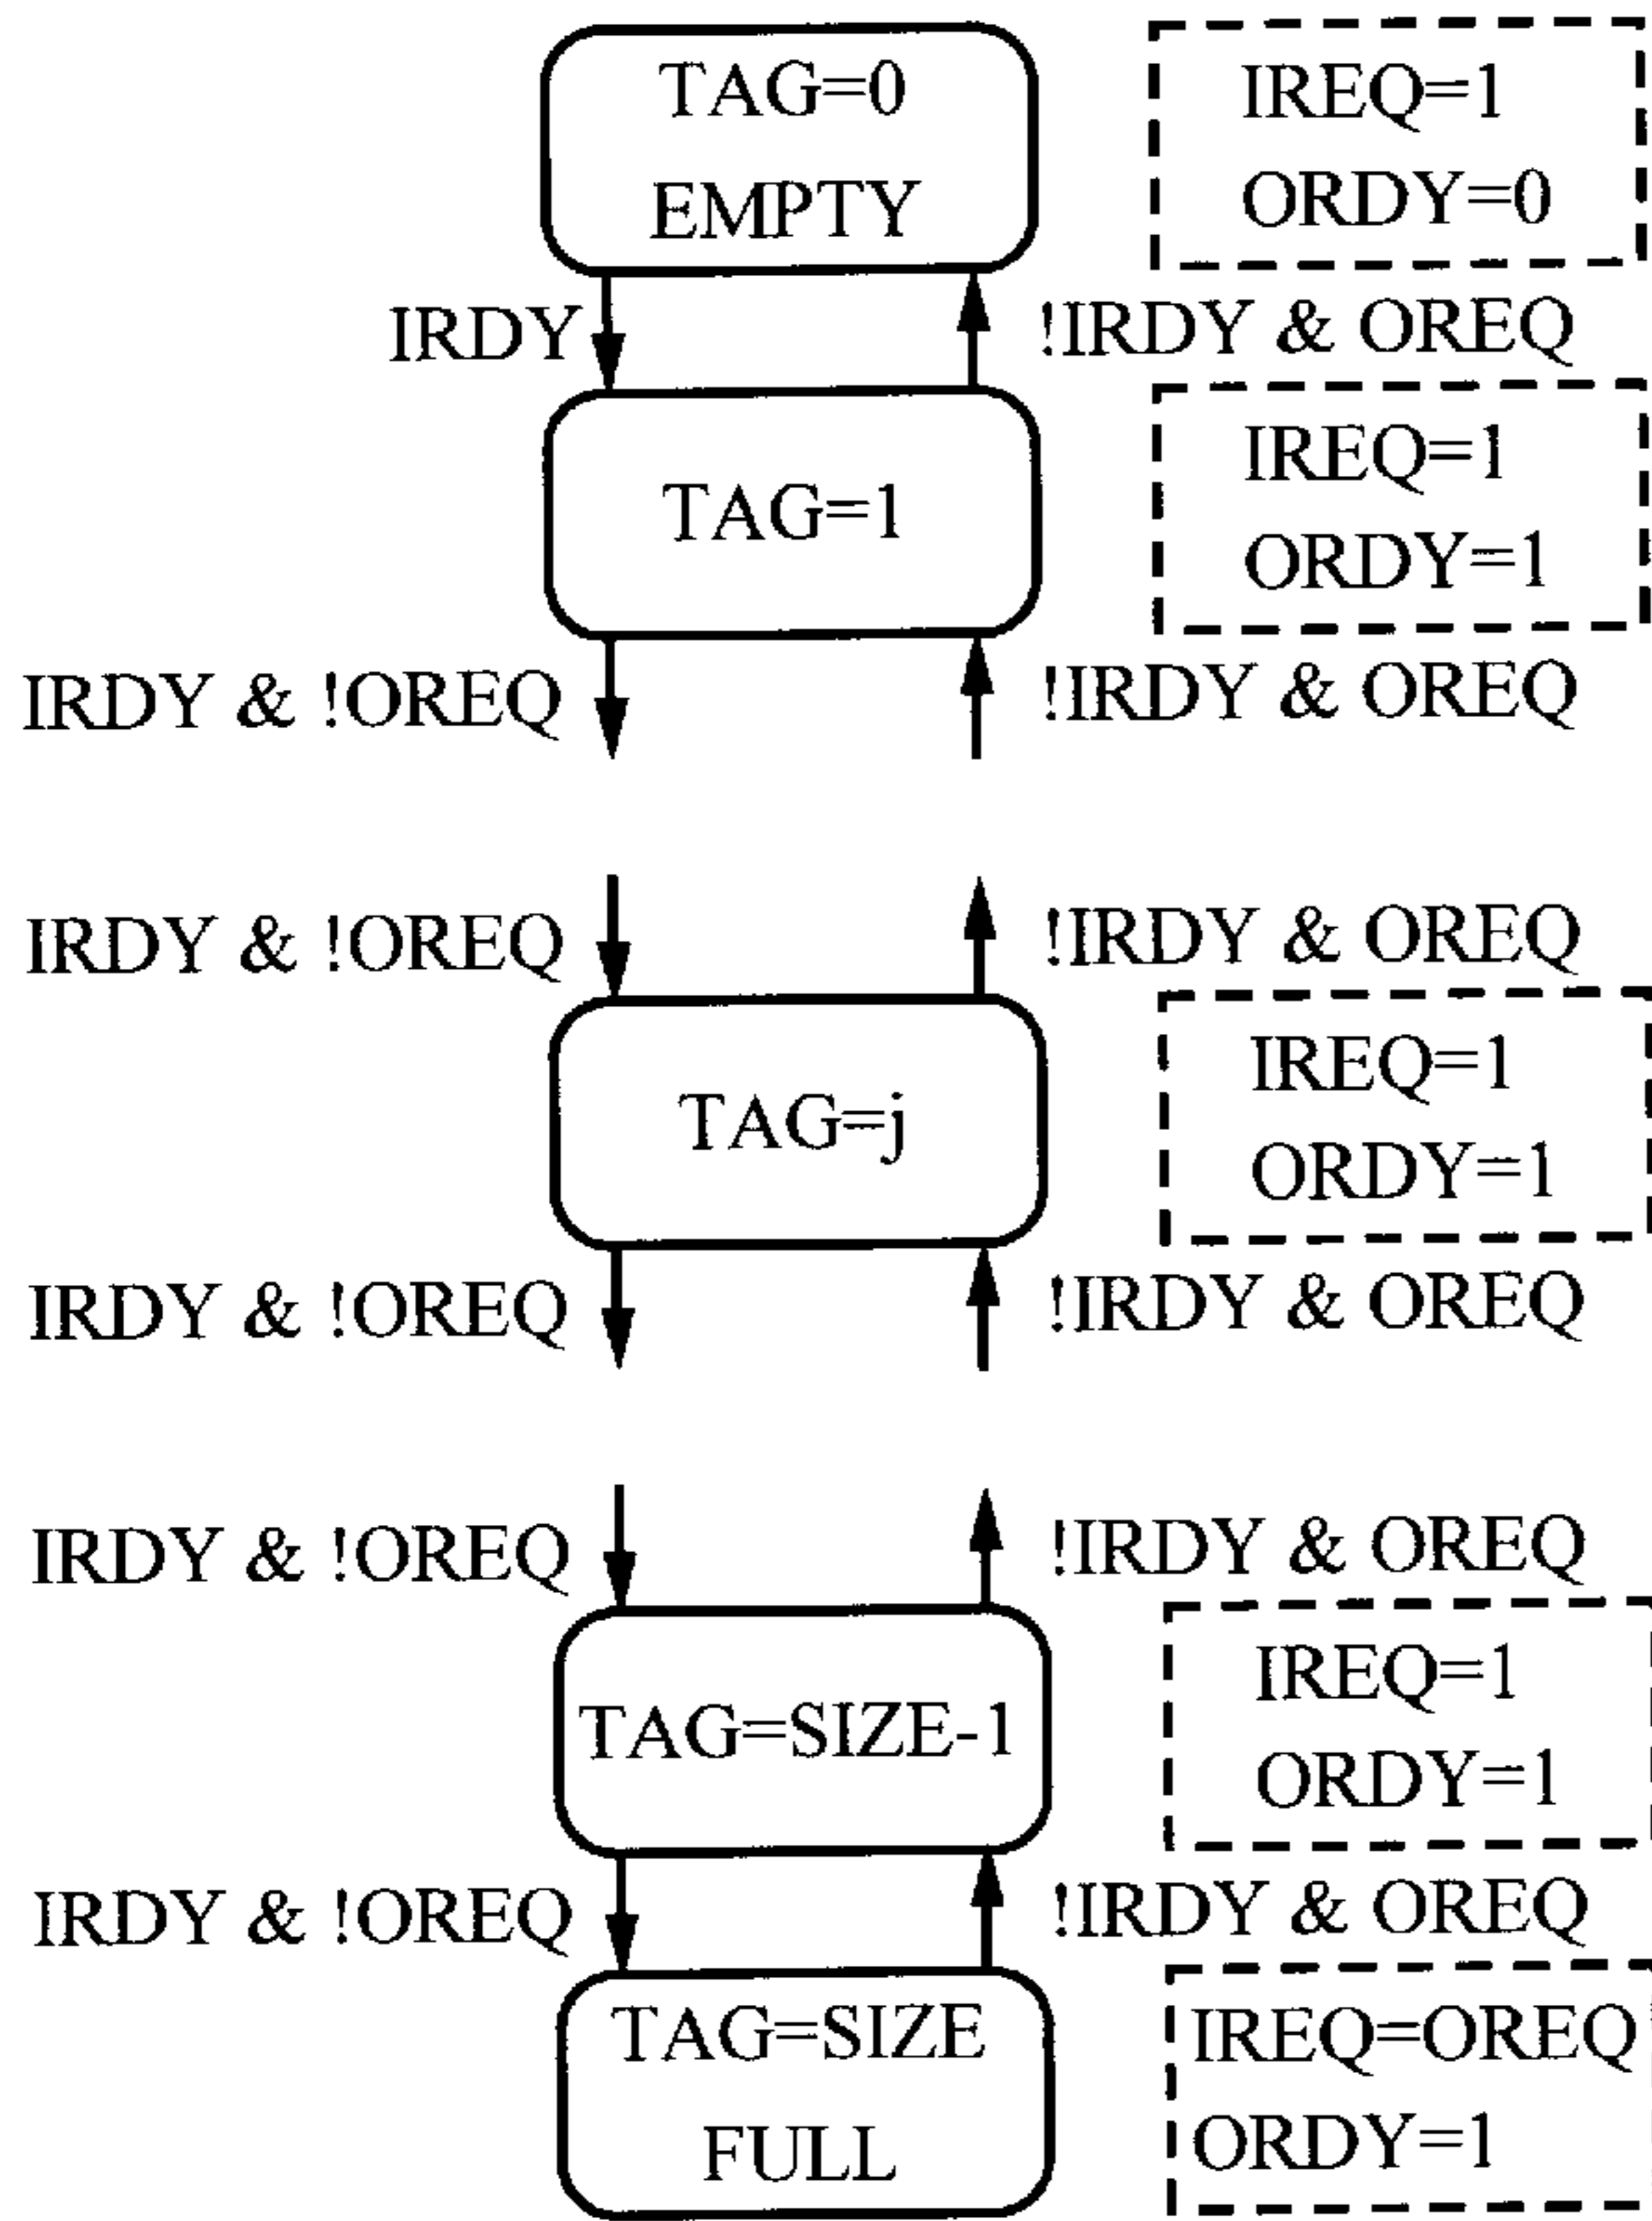 TAG=0
EMPTY
IREQ=1
ORDY=0
IRDY
!IRDY & OREQ
TAG=1
IREQ=1
ORDY=1
IRDY & !OREQ
!IRDY & OREQ
IRDY & !OREQ
!IRDY & OREQ
TAG=j
IREQ=1
ORDY=1
IRDY & !OREQ
!IRDY & OREQ
IRDY & !OREQ
!IRDY & OREQ
TAG=SIZE-1
IREQ=1
ORDY=1
IRDY & !OREQ
!IRDY & OREQ
TAG=SIZE
FULL
IREQ=OREQ
ORDY=1